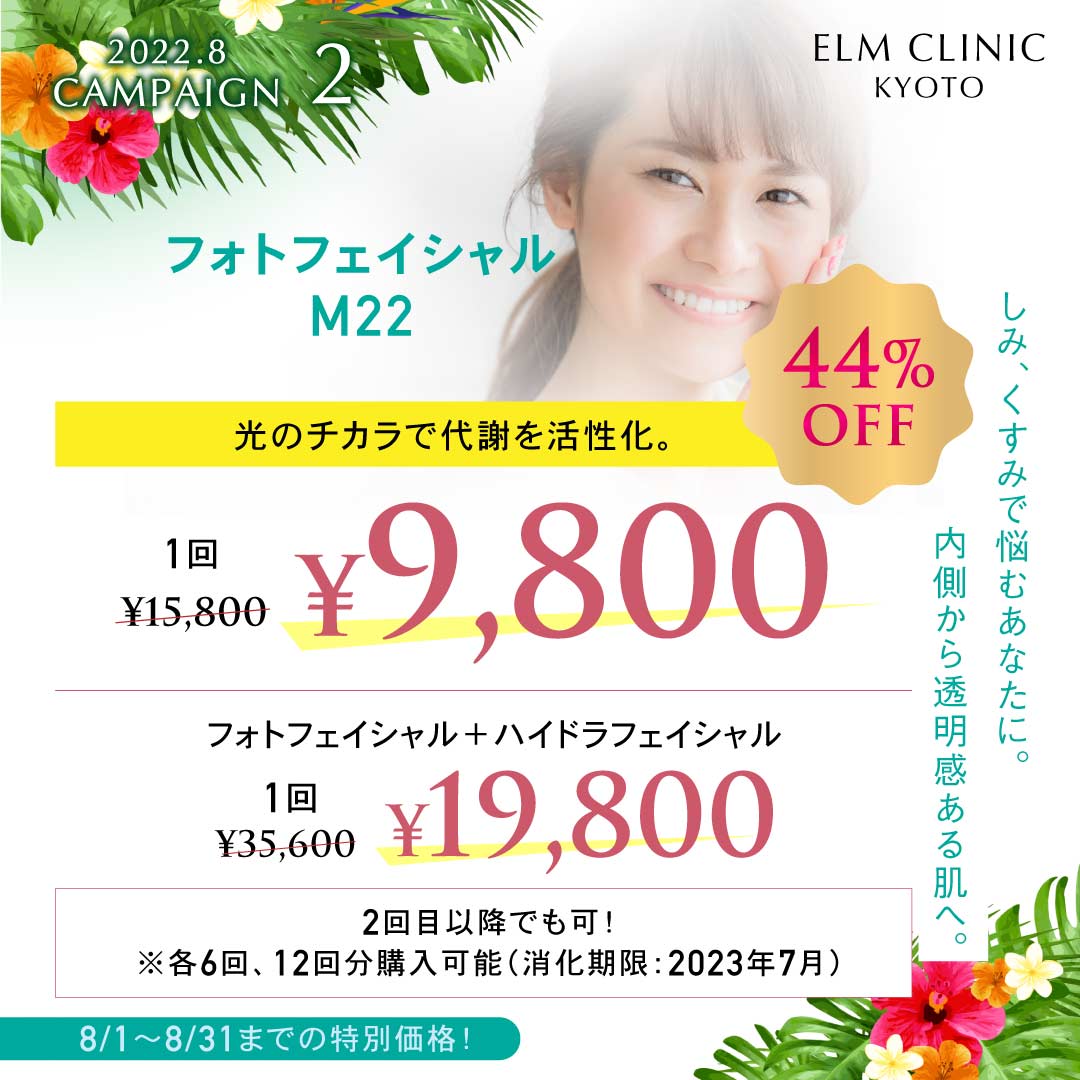 2022.8
CAMPAIGN 2
ELM CLINIC
KYOTO
フォトフェイシャル
M22
44%
OFF
光のチカラで代謝を活性化。
1回
¥15,800
¥9,800
フォトフェイシャル＋ハイドラフェイシャル
1回
¥35,600
¥19,800
しみ、くすみで悩むあなたに。
内側から透明感ある肌へ。
2回目以降でも可！
※各6回、12回分購入可能（消化期限：2023年7月）
8/1～8/31までの特別価格！